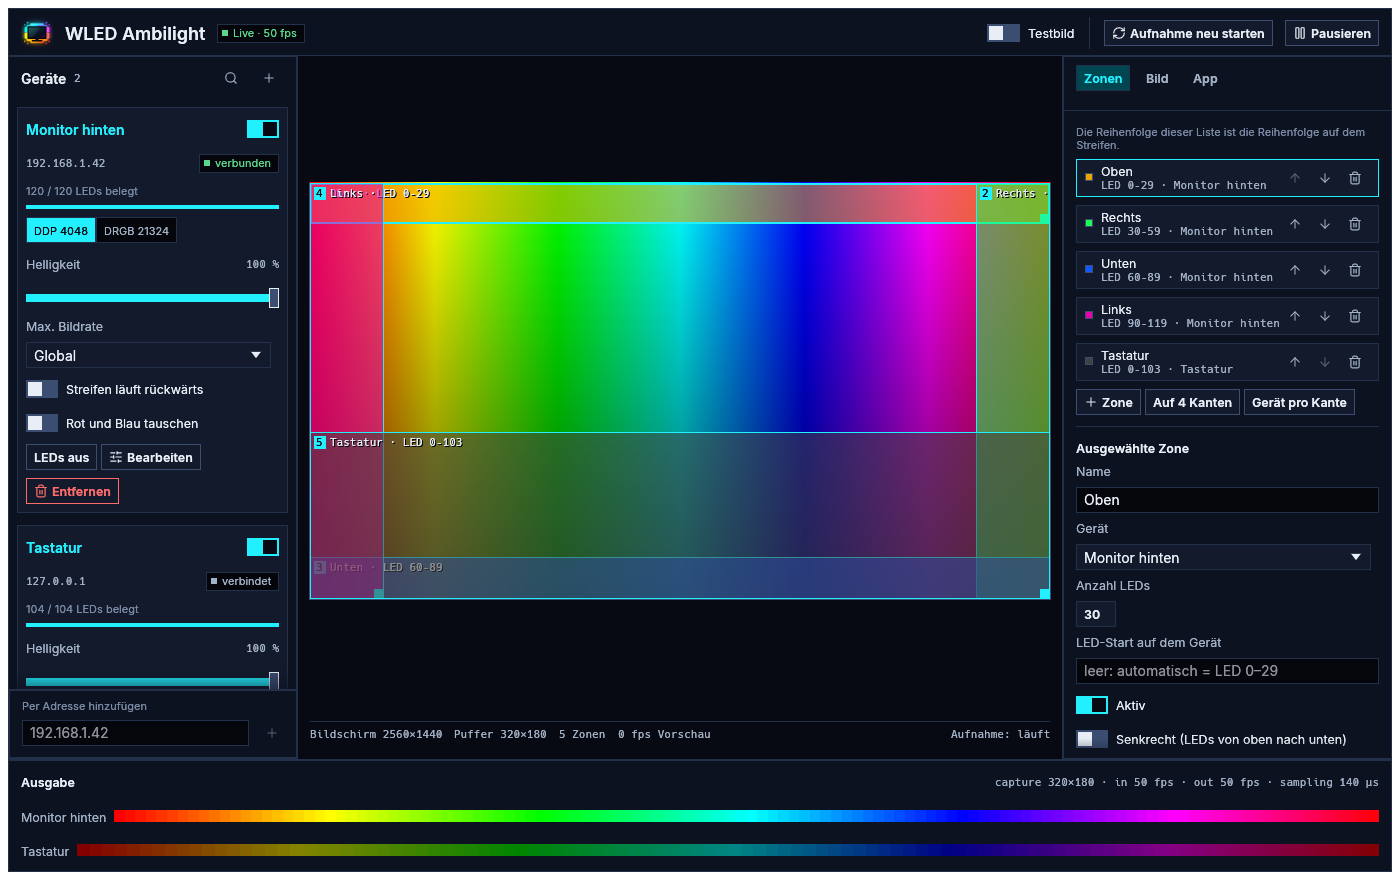 WLED Ambilight
Live · 50 fps
Testbild
Aufnahme neu starten
Pausieren
Geräte 2
Monitor hinten
192.168.1.42
verbunden
120 / 120 LEDs belegt
DDP 4048
DRGB 21324
Helligkeit
100 %
Max. Bildrate
Global
Streifen läuft rückwärts
Rot und Blau tauschen
LEDs aus
Bearbeiten
Entfernen
Tastatur
127.0.0.1
verbindet
104 / 104 LEDs belegt
Helligkeit
100 %
Per Adresse hinzufügen
192.168.1.42
4 Links · LED 0-29
2 Rechts ·
5 Tastatur · LED 0-103
3 Unten · LED 60-89
Bildschirm 2560×1440 Puffer 320×180 5 Zonen 0 fps Vorschau
Aufnahme: läuft
Zonen
Bild
App
Die Reihenfolge dieser Liste ist die Reihenfolge auf dem
Streifen.
Oben
LED 0-29 · Monitor hinten
Rechts
LED 30-59 · Monitor hinten
Unten
LED 60-89 · Monitor hinten
Links
LED 90-119 · Monitor hinten
Tastatur
LED 0-103 · Tastatur
Zone
Auf 4 Kanten
Gerät pro Kante
Ausgewählte Zone
Name
Oben
Gerät
Monitor hinten
Anzahl LEDs
30
LED-Start auf dem Gerät
leer: automatisch = LED 0–29
Aktiv
Senkrecht (LEDs von oben nach unten)
Ausgabe
capture 320×180 · in 50 fps · out 50 fps · sampling 140 µs
Monitor hinten
Tastatur